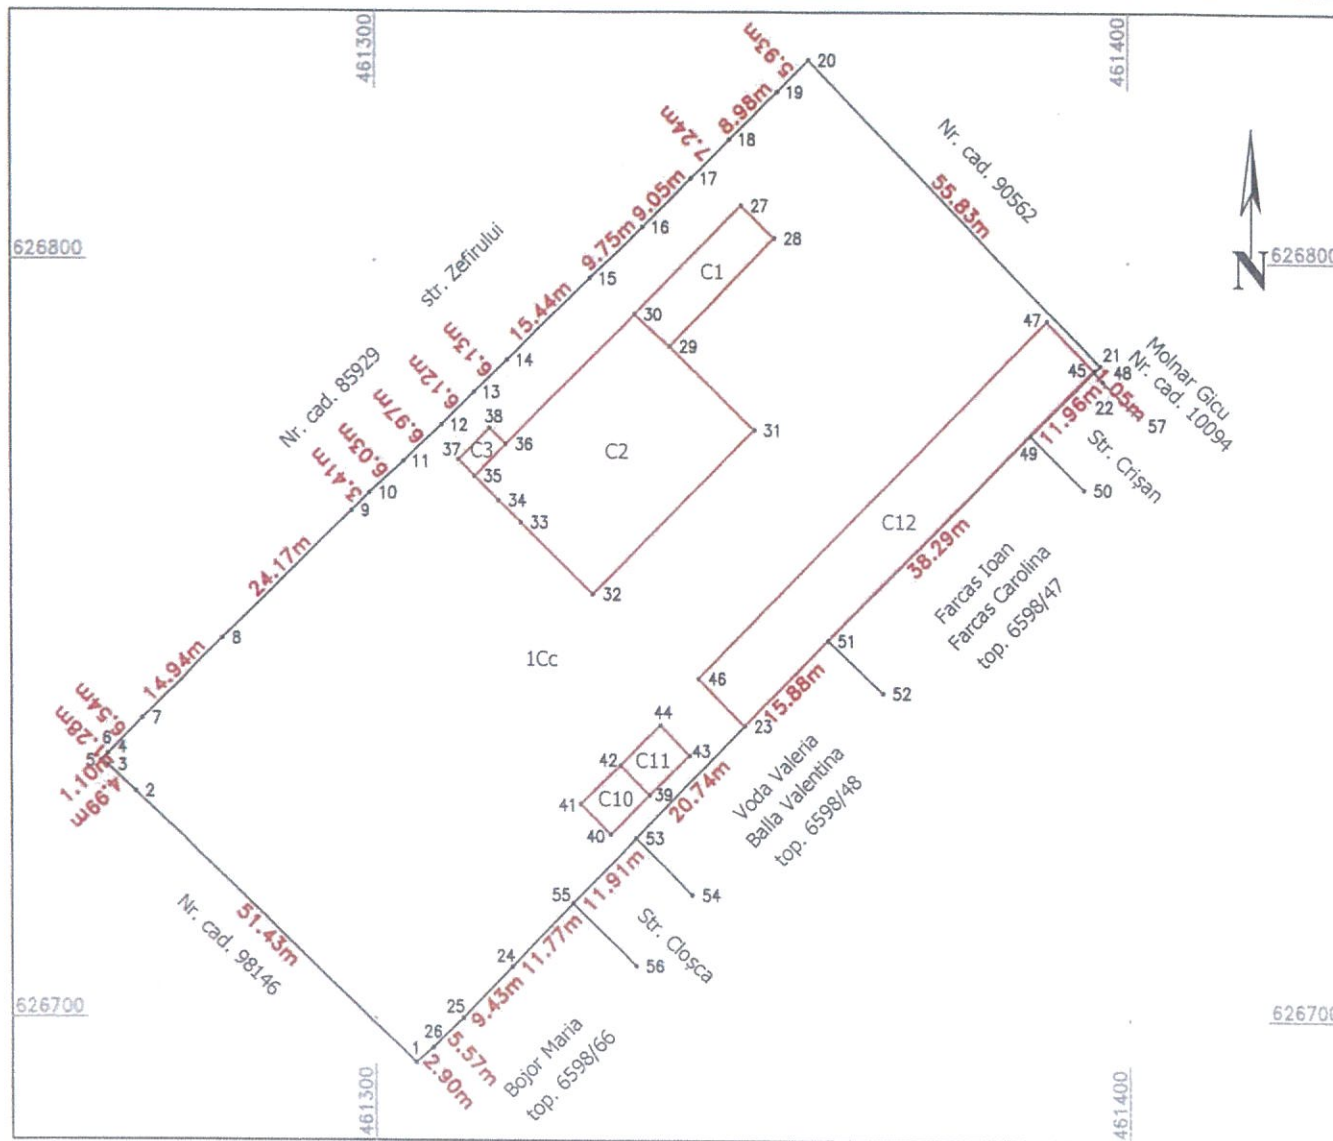 461300
461400
20
5.93m
19
8.98m
18
7.24m
17
9.05m
16
9.75m
15
15.44m
14
6.13m
13
6.12m
12
6.97m
11
6.03m
10
3.41m
9
24.17m
8
14.94m
7
6.54m
6
1.28m
5
4
3
1.10m
4.99m
2
str. Zefirului
Nr. cad. 85929
Nr. cad. 90562
55.83m
626800
626800
N
27
28
C1
30
29
31
C2
38
36
37
C3
35
34
33
32
47
21
45
48
1.05m
22
57
Molnar Gicu
Nr. cad. 10094
11.96m
49
Str. Crișan
50
C12
38.29m
Farcas Ioan
Farcas Carolina
top. 6598/47
51
52
1Cc
46
15.88m
23
44
43
42
C11
41
C10
39
40
20.74m
Voda Valeria
Balla Valentina
top. 6598/48
53
54
11.91m
55
Str. Cloșca
56
11.77m
24
9.43m
25
5.57m
26
1
2.90m
Bojor Maria
top. 6598/66
51.43m
Nr. cad. 98146
626700
626700
461300
461400